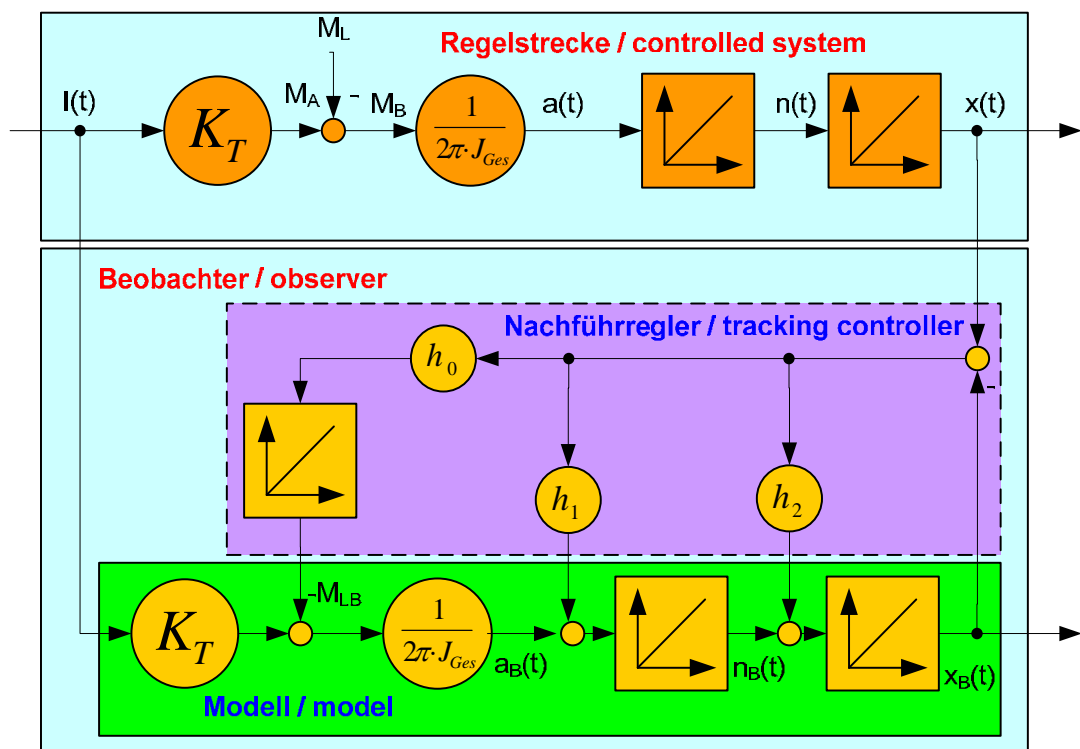 M_L
Regelstrecke / controlled system
I(t)
K_T
M_A
-
M_B
1
2π·J_Ges
a(t)
n(t)
x(t)
Beobachter / observer
Nachführregler / tracking controller
h_0
-
h_1
h_2
K_T
-M_LB
1
2π·J_Ges
a_B(t)
n_B(t)
x_B(t)
Modell / model